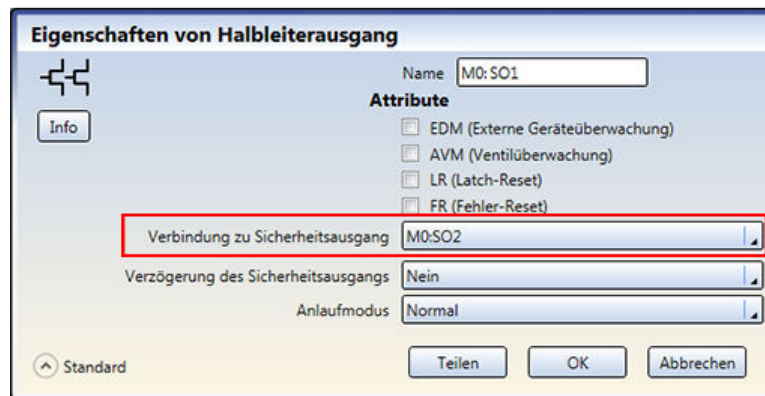 Eigenschaften von Halbleiterausgang
Name M0:SO1
Attribute
Info
EDM (Externe Geräteüberwachung)
AVM (Ventilüberwachung)
LR (Latch-Reset)
FR (Fehler-Reset)
Verbindung zu Sicherheitsausgang M0:SO2
Verzögerung des Sicherheitsausgangs Nein
Anlaufmodus Normal
Standard Teilen OK Abbrechen